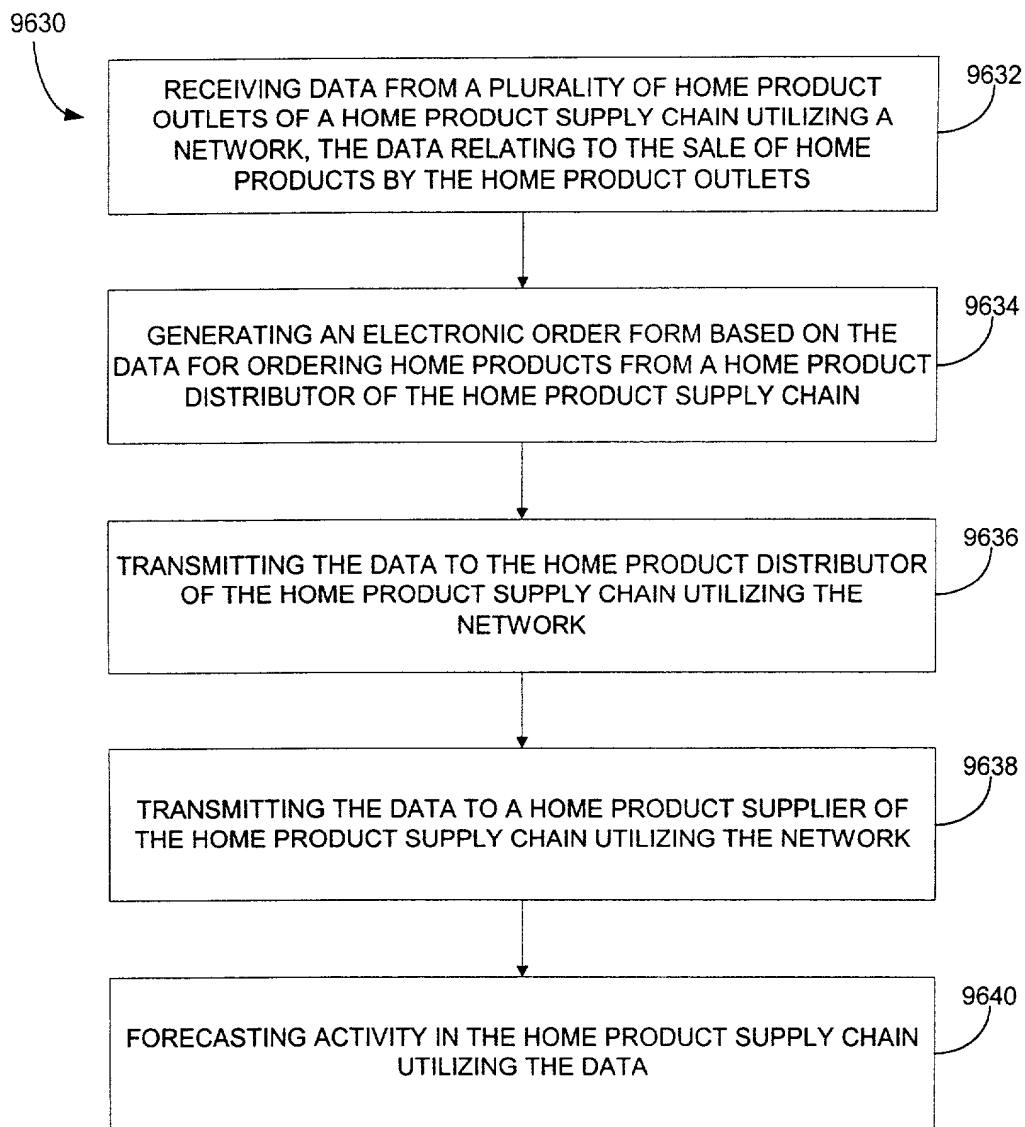 9630
9632
RECEIVING DATA FROM A PLURALITY OF HOME PRODUCT
OUTLETS OF A HOME PRODUCT SUPPLY CHAIN UTILIZING A
NETWORK, THE DATA RELATING TO THE SALE OF HOME
PRODUCTS BY THE HOME PRODUCT OUTLETS
9634
GENERATING AN ELECTRONIC ORDER FORM BASED ON THE
DATA FOR ORDERING HOME PRODUCTS FROM A HOME PRODUCT
DISTRIBUTOR OF THE HOME PRODUCT SUPPLY CHAIN
9636
TRANSMITTING THE DATA TO THE HOME PRODUCT DISTRIBUTOR
OF THE HOME PRODUCT SUPPLY CHAIN UTILIZING THE
NETWORK
9638
TRANSMITTING THE DATA TO A HOME PRODUCT SUPPLIER OF
THE HOME PRODUCT SUPPLY CHAIN UTILIZING THE NETWORK
9640
FORECASTING ACTIVITY IN THE HOME PRODUCT SUPPLY CHAIN
UTILIZING THE DATA